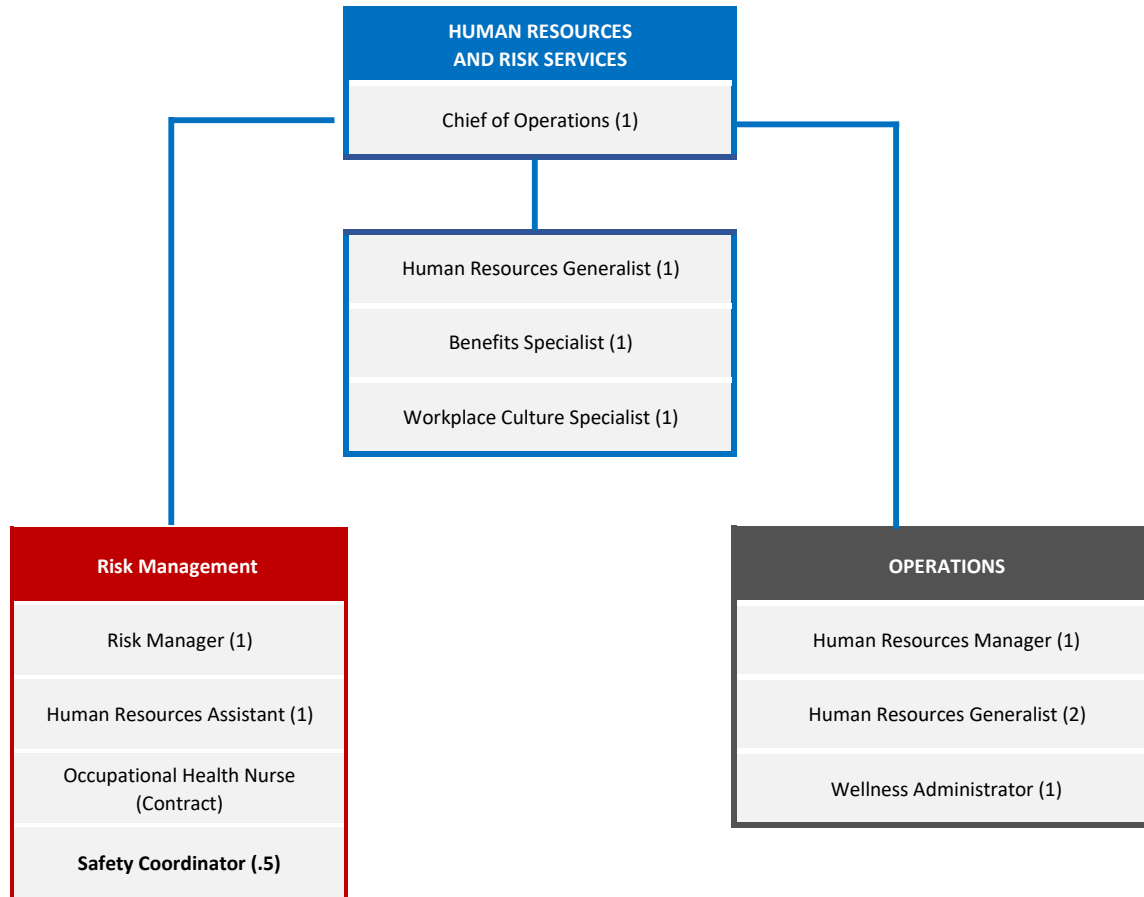 HUMAN RESOURCES
AND RISK SERVICES
Chief of Operations (1)
Human Resources Generalist (1)
Benefits Specialist (1)
Workplace Culture Specialist (1)
Risk Management
Risk Manager (1)
Human Resources Assistant (1)
Occupational Health Nurse
(Contract)
Safety Coordinator (.5)
OPERATIONS
Human Resources Manager (1)
Human Resources Generalist (2)
Wellness Administrator (1)